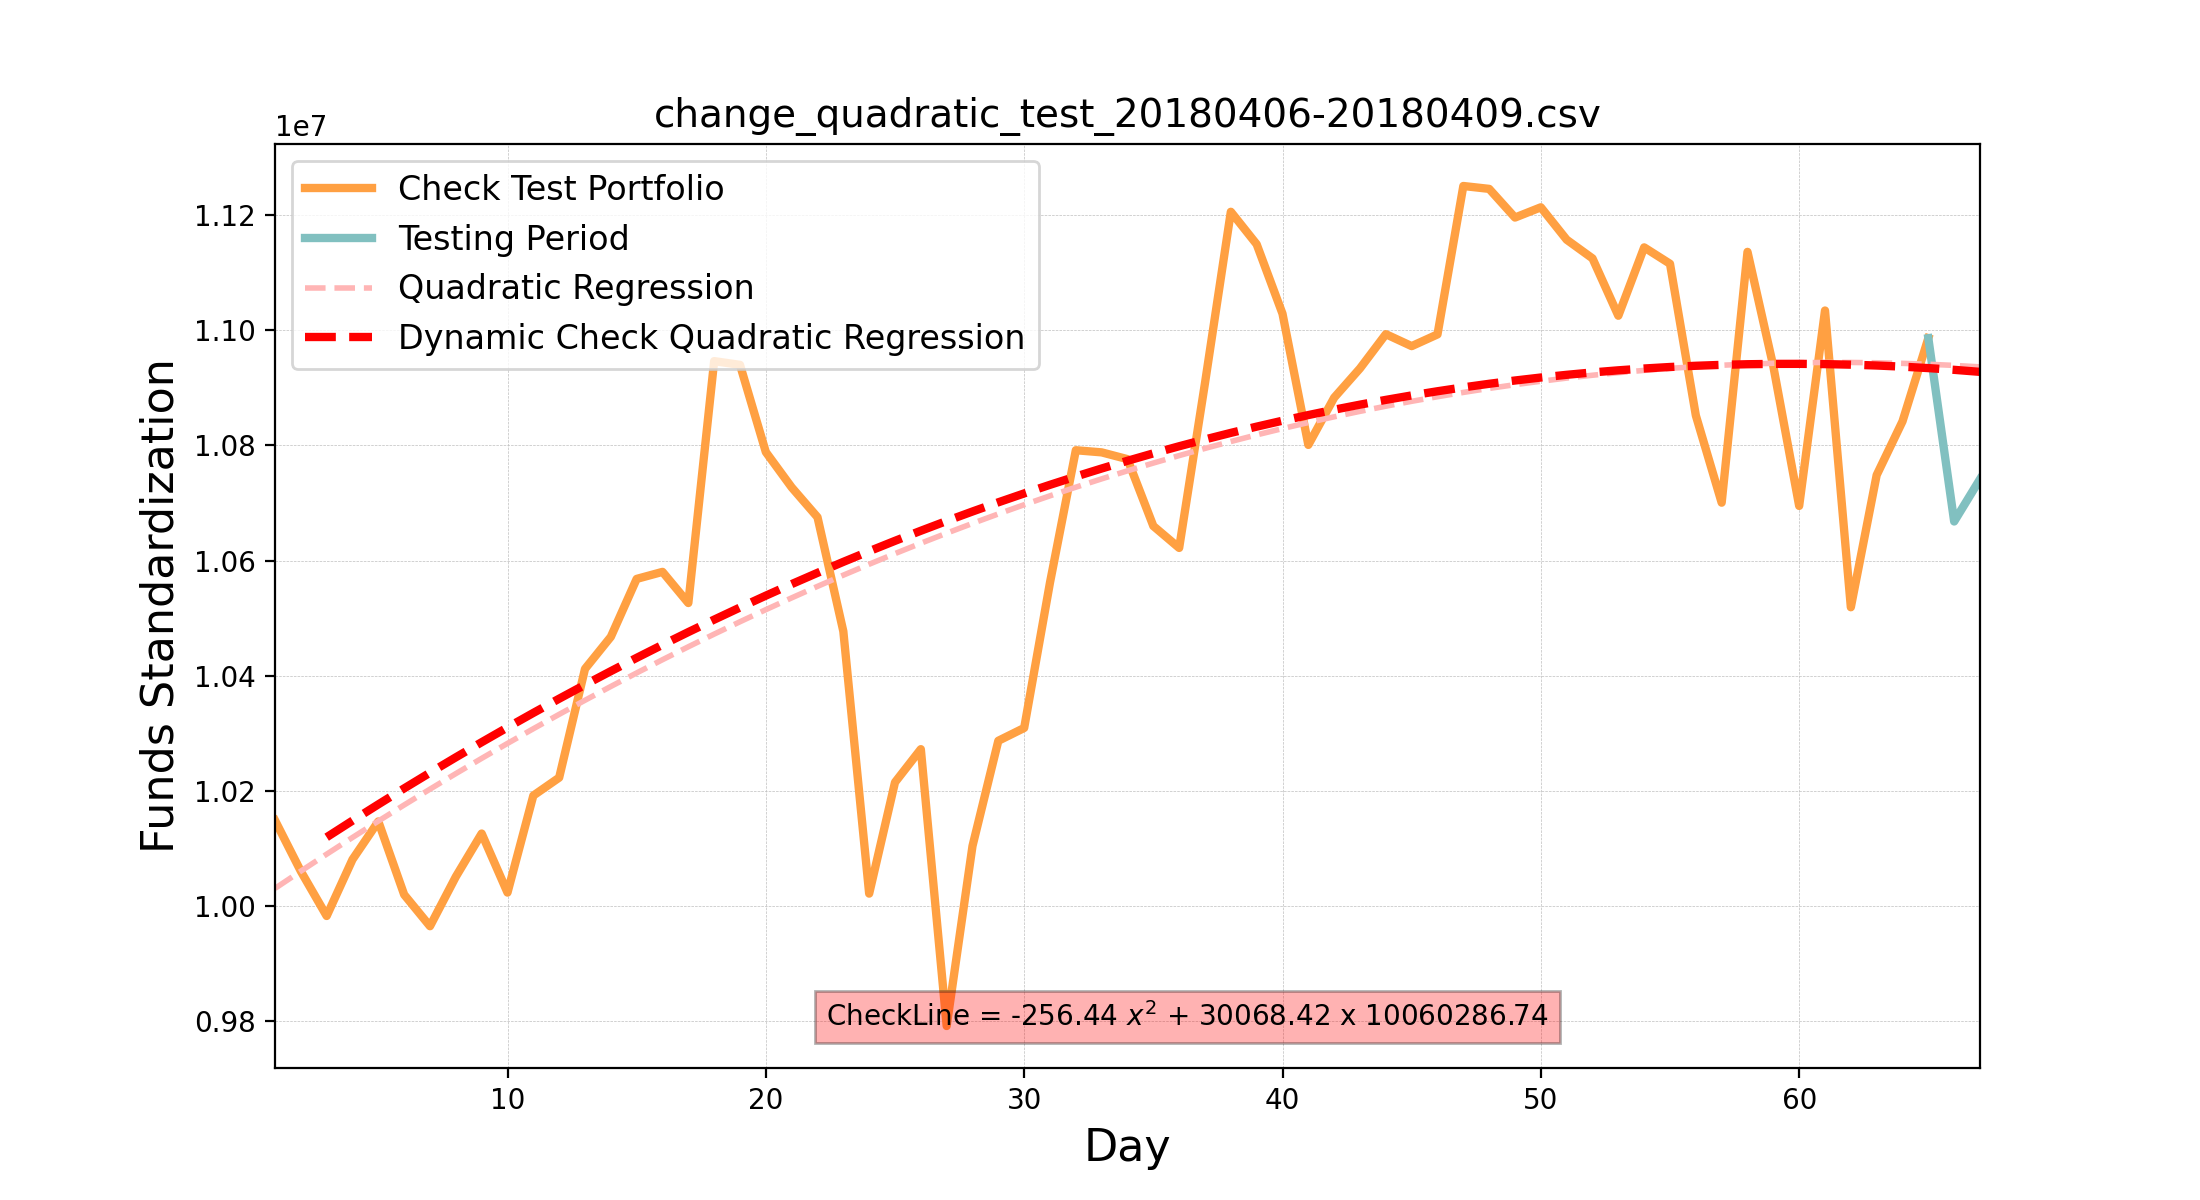 change_quadratic_test_20180406-20180409.csv
1e7
Check Test Portfolio
Testing Period
Quadratic Regression
Dynamic Check Quadratic Regression
1.12
1.10
1.08
1.06
1.04
1.02
1.00
0.98
Funds Standardization
CheckLine = -256.44 x² + 30068.42 x 10060286.74
10 20 30 40 50 60
Day